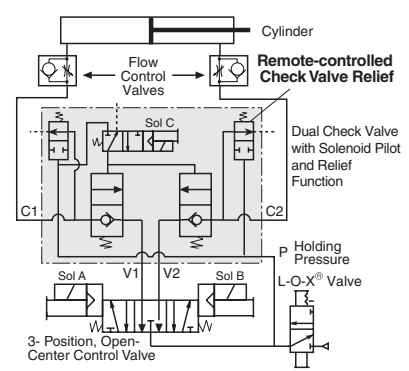 Cylinder
Flow
Control
Valves
Remote-controlled
Check Valve Relief
Sol C
Dual Check Valve
with Solenoid Pilot
and Relief
Function
C1
C2
V1
V2
P
Holding
Pressure
Sol A
Sol B
L-O-X® Valve
3- Position, Open-
Center Control Valve